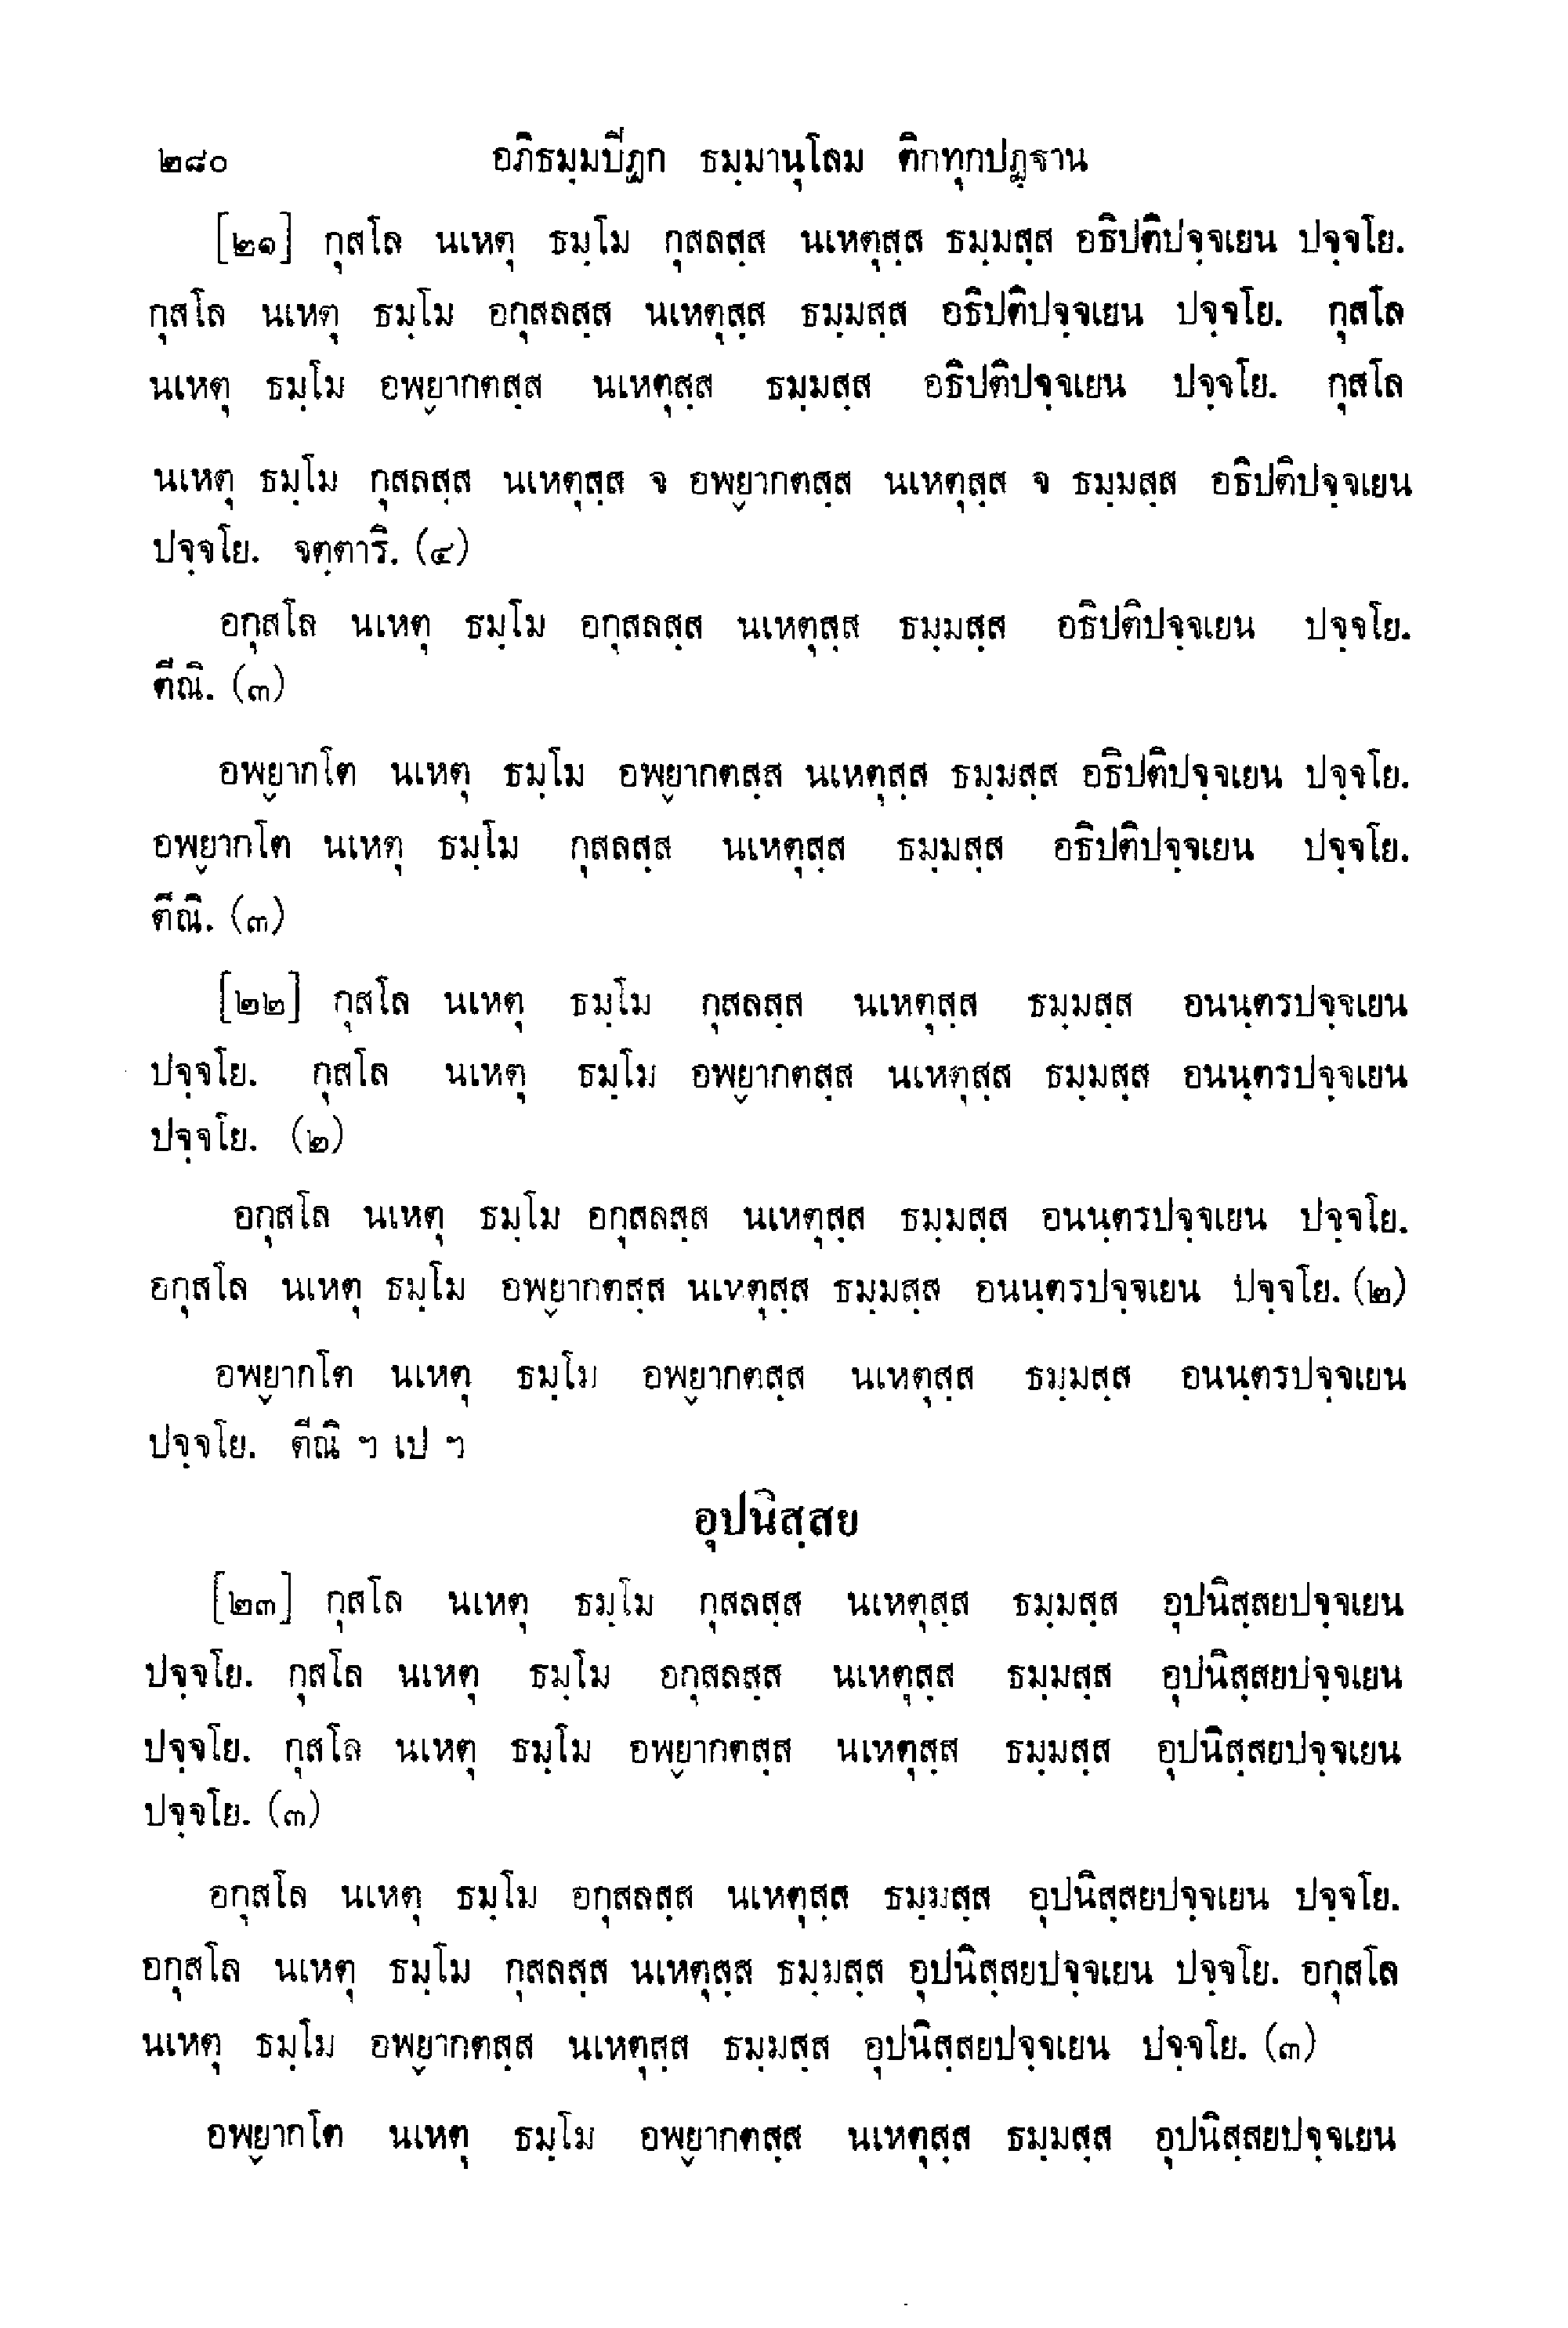 ๒๘๐ อภิธมฺมปิฏก ธมฺมานุโลม ติกทุกปฏฺฐาน
[๒๑] กุสโล นเหตุ ธมฺโม กุสลสฺส นเหตุสฺส ธมฺมสฺส อธิปติปจฺจเยน ปจฺจโย.
กุสโล นเหตุ ธมฺโม อกุสลสฺส นเหตุสฺส ธมฺมสฺส อธิปติปจฺจเยน ปจฺจโย. กุสโล
นเหตุ ธมฺโม อพฺยากตสฺส นเหตุสฺส ธมฺมสฺส อธิปติปจฺจเยน ปจฺจโย. กุสโล
นเหตุ ธมฺโม กุสลสฺส นเหตุสฺส จ อพฺยากตสฺส นเหตุสฺส จ ธมฺมสฺส อธิปติปจฺจเยน
ปจฺจโย. จตฺตาริ. (๔)
อกุสโล นเหตุ ธมฺโม อกุสลสฺส นเหตุสฺส ธมฺมสฺส อธิปติปจฺจเยน ปจฺจโย.
ตีณิ. (๓)
อพฺยากโต นเหตุ ธมฺโม อพฺยากตสฺส นเหตุสฺส ธมฺมสฺส อธิปติปจฺจเยน ปจฺจโย.
อพฺยากโต นเหตุ ธมฺโม กุสลสฺส นเหตุสฺส ธมฺมสฺส อธิปติปจฺจเยน ปจฺจโย.
ตีณิ. (๓)
[๒๒] กุสโล นเหตุ ธมฺโม กุสลสฺส นเหตุสฺส ธมฺมสฺส อนนฺตรปจฺจเยน
ปจฺจโย. กุสโล นเหตุ ธมฺโม อพฺยากตสฺส นเหตุสฺส ธมฺมสฺส อนนฺตรปจฺจเยน
ปจฺจโย. (๒)
อกุสโล นเหตุ ธมฺโม อกุสลสฺส นเหตุสฺส ธมฺมสฺส อนนฺตรปจฺจเยน ปจฺจโย.
อกุสโล นเหตุ ธมฺโม อพฺยากตสฺส นเหตุสฺส ธมฺมสฺส อนนฺตรปจฺจเยน ปจฺจโย. (๒)
อพฺยากโต นเหตุ ธมฺโม อพฺยากตสฺส นเหตุสฺส ธมฺมสฺส อนนฺตรปจฺจเยน
ปจฺจโย. ตีณิ ฯ เป ฯ
อุปนิสฺสย
[๒๓] กุสโล นเหตุ ธมฺโม กุสลสฺส นเหตุสฺส ธมฺมสฺส อุปนิสฺสยปจฺจเยน
ปจฺจโย. กุสโล นเหตุ ธมฺโม อกุสลสฺส นเหตุสฺส ธมฺมสฺส อุปนิสฺสยปจฺจเยน
ปจฺจโย. กุสโล นเหตุ ธมฺโม อพฺยากตสฺส นเหตุสฺส ธมฺมสฺส อุปนิสฺสยปจฺจเยน
ปจฺจโย. (๓)
อกุสโล นเหตุ ธมฺโม อกุสลสฺส นเหตุสฺส ธมฺมสฺส อุปนิสฺสยปจฺจเยน ปจฺจโย.
อกุสโล นเหตุ ธมฺโม กุสลสฺส นเหตุสฺส ธมฺมสฺส อุปนิสฺสยปจฺจเยน ปจฺจโย. อกุสโล
นเหตุ ธมฺโม อพฺยากตสฺส นเหตุสฺส ธมฺมสฺส อุปนิสฺสยปจฺจเยน ปจฺจโย. (๓)
อพฺยากโต นเหตุ ธมฺโม อพฺยากตสฺส นเหตุสฺส ธมฺมสฺส อุปนิสฺสยปจฺจเยน